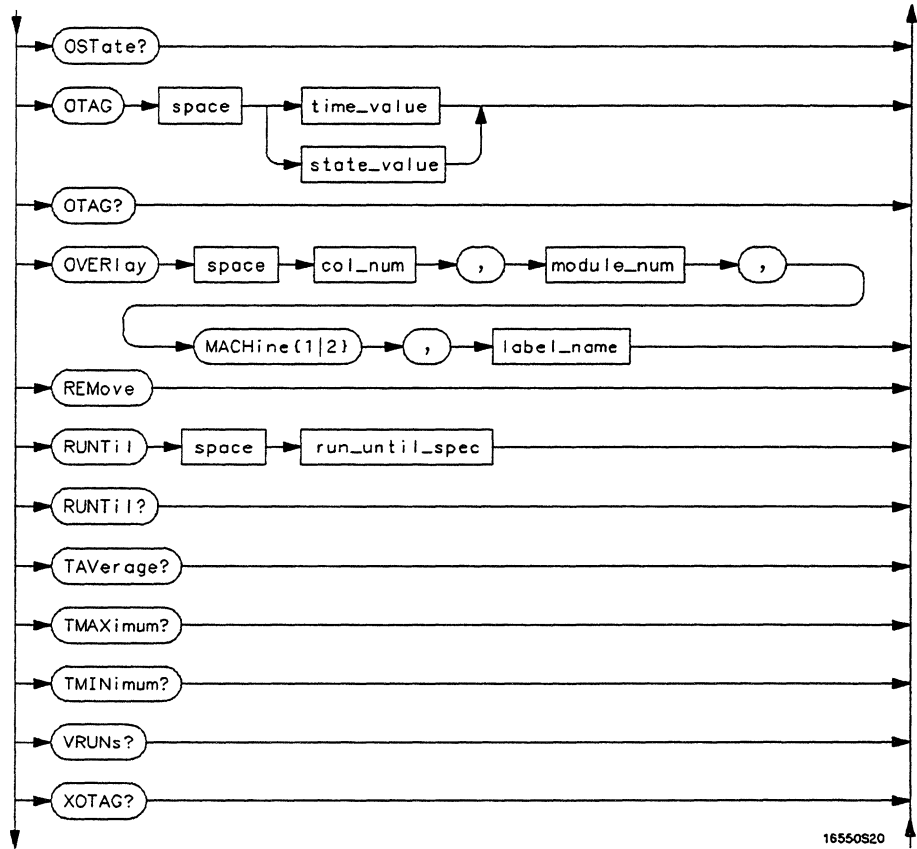 OSTate?
OTAG space time_value
state_value
OTAG?
OVERlay space col_num , module_num ,
MACHine{1|2} , label_name
REMove
RUNTil space run_until_spec
RUNTil?
TAVerage?
TMAXimum?
TMINimum?
VRUNs?
XOTAG?
16550S20